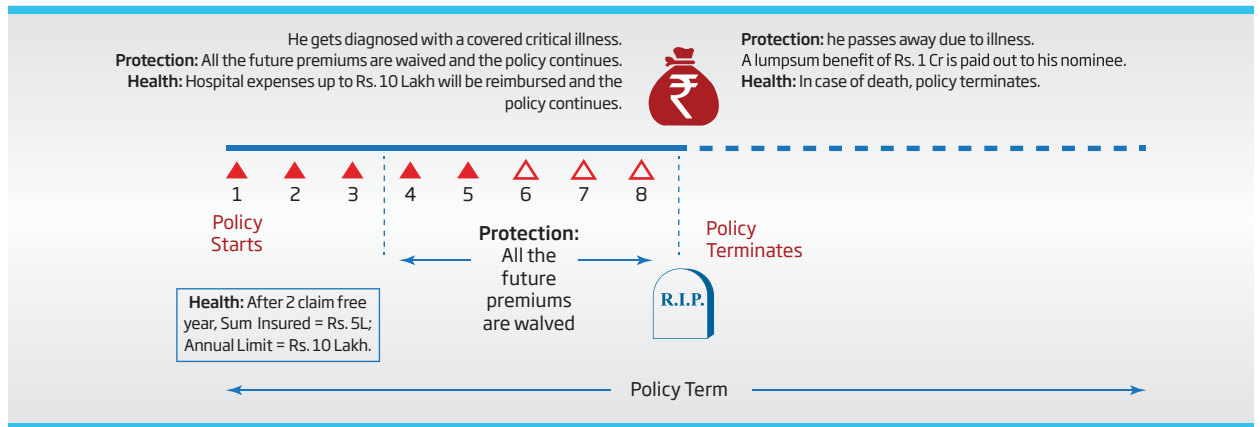 He gets diagnosed with a covered critical illness.
Protection: All the future premiums are waived and the policy continues.
Health: Hospital expenses up to Rs. 10 Lakh will be reimbursed and the
policy continues.
₹
Protection: he passes away due to illness.
A lumpsum benefit of Rs. 1 Cr is paid out to his nominee.
Health: In case of death, policy terminates.
1 2 3 4 5 6 7 8
Policy
Starts
Protection:
All the
future
premiums
are walved
Policy
Terminates
R.I.P.
Health: After 2 claim free
year, Sum Insured = Rs. 5L;
Annual Limit = Rs. 10 Lakh.
Policy Term